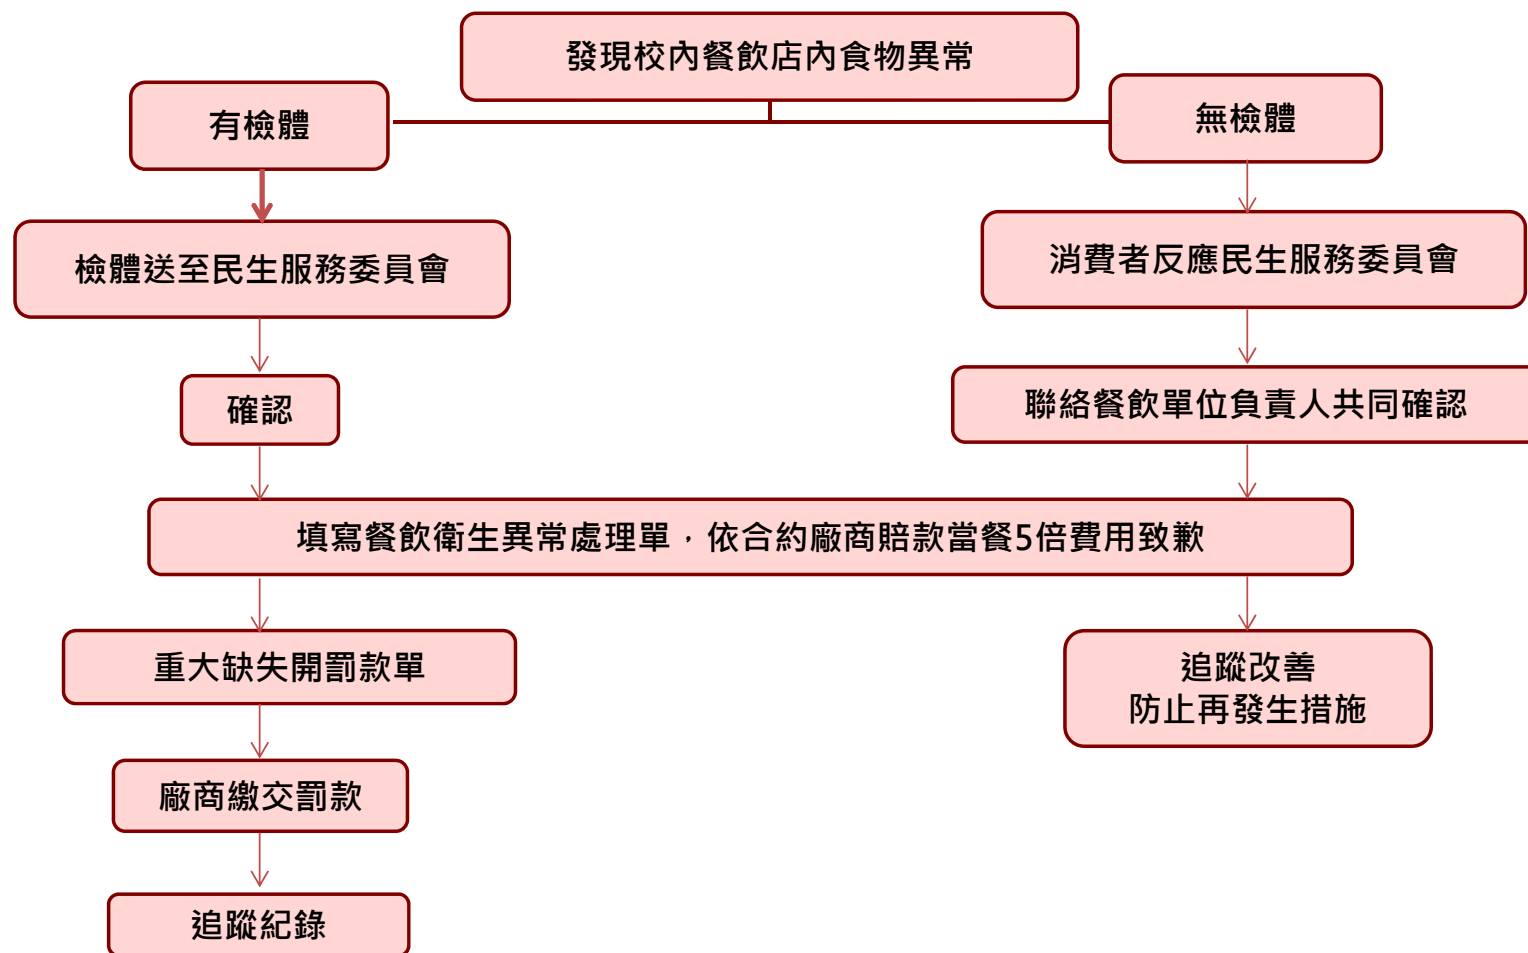 發現校內餐飲店內食物異常
有檢體
無檢體
檢體送至民生服務委員會
消費者反應民生服務委員會
確認
聯絡餐飲單位負責人共同確認
填寫餐飲衛生異常處理單，依合約廠商賠款當餐5倍費用致歉
重大缺失開罰款單
追蹤改善
防止再發生措施
廠商繳交罰款
追蹤紀錄